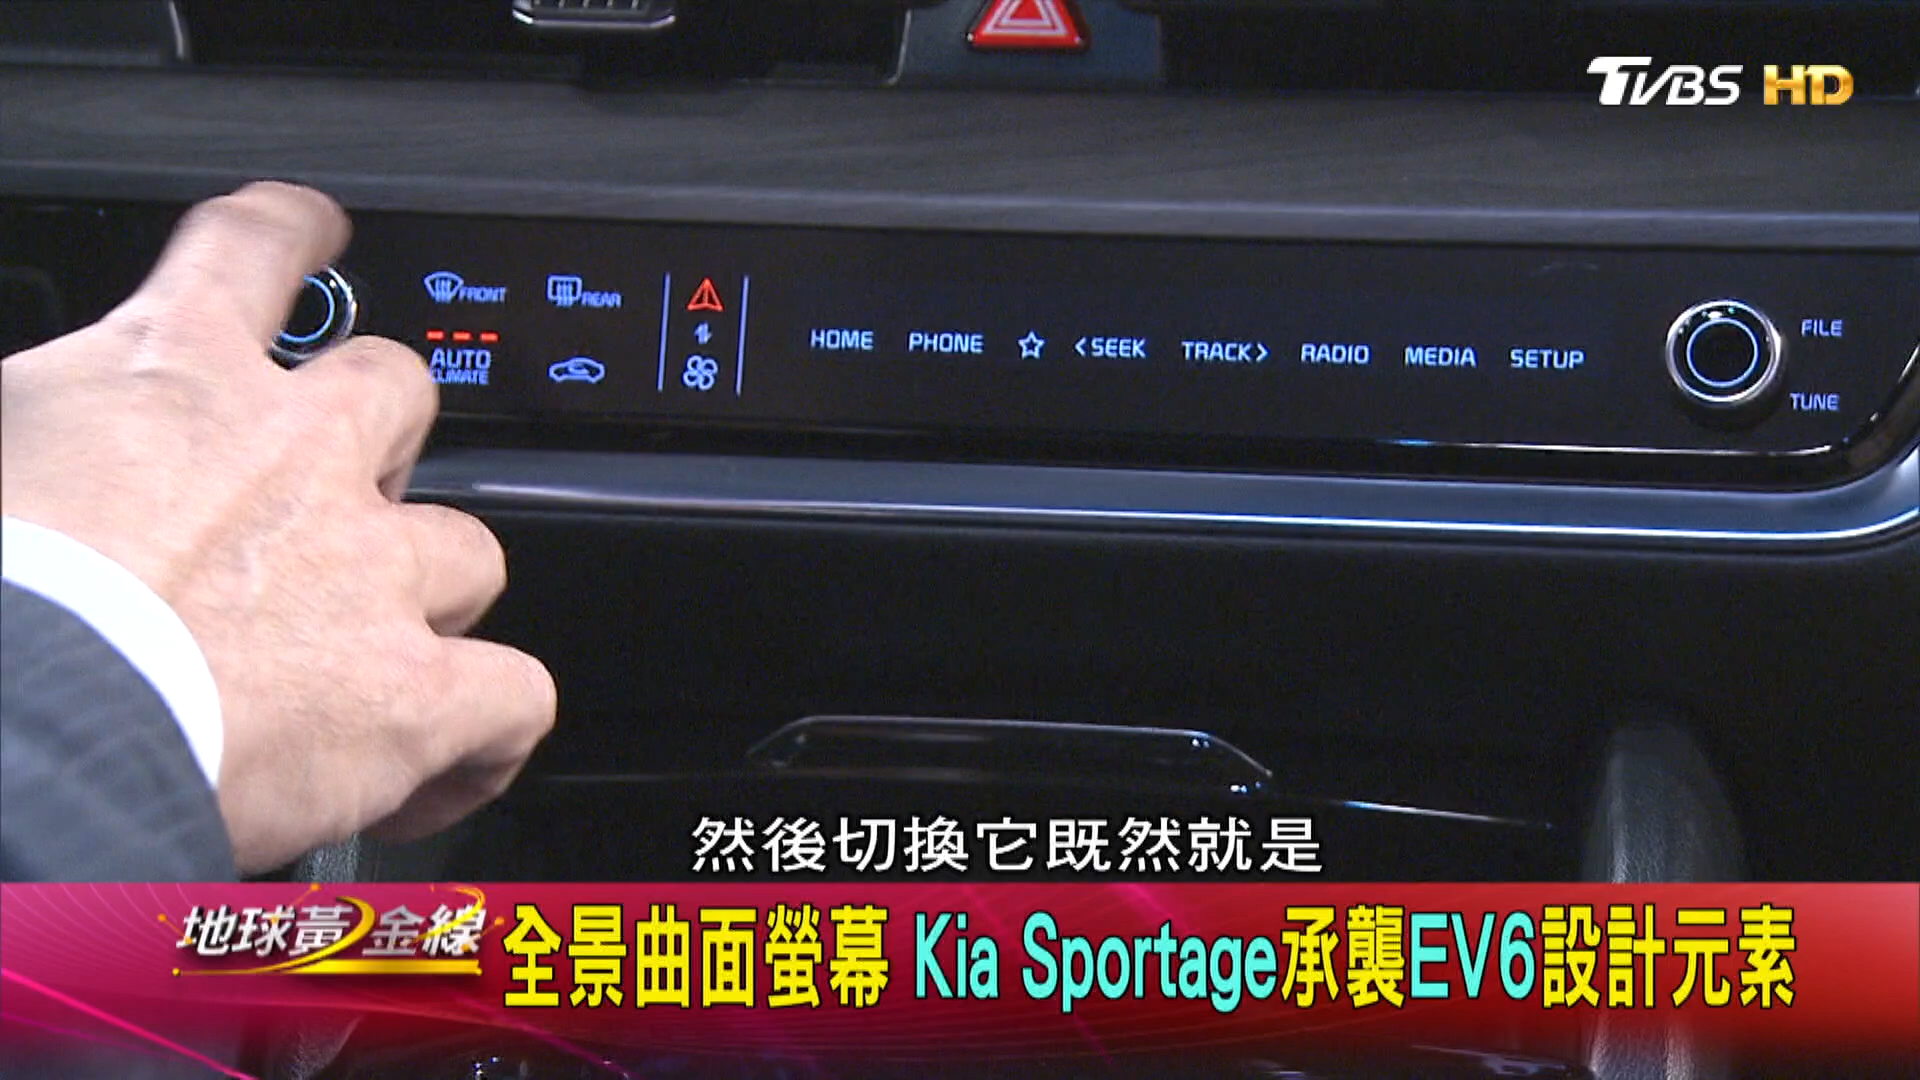 TVBS HD
FRONT
REAR
AUTO
CLIMATE
HOME PHONE <SEEK TRACK> RADIO MEDIA SETUP
FILE
TUNE
然後切換它既然就是
地球黃金線
全景曲面螢幕 Kia Sportage承襲EV6設計元素